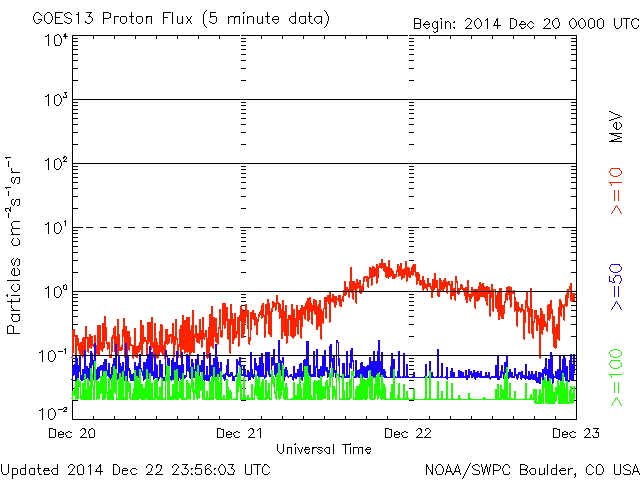 GOES13 Proton Flux (5 minute data)
Begin: 2014 Dec 20 0000 UTC
10⁴
10³
10²
10¹
10⁰
10⁻¹
10⁻²
Particles cm⁻²s⁻¹sr⁻¹
MeV
>=10
>=50
>=100
Dec 20
Dec 21
Dec 22
Dec 23
Universal Time
Updated 2014 Dec 22 23:56:03 UTC
NOAA/SWPC Boulder, CO USA